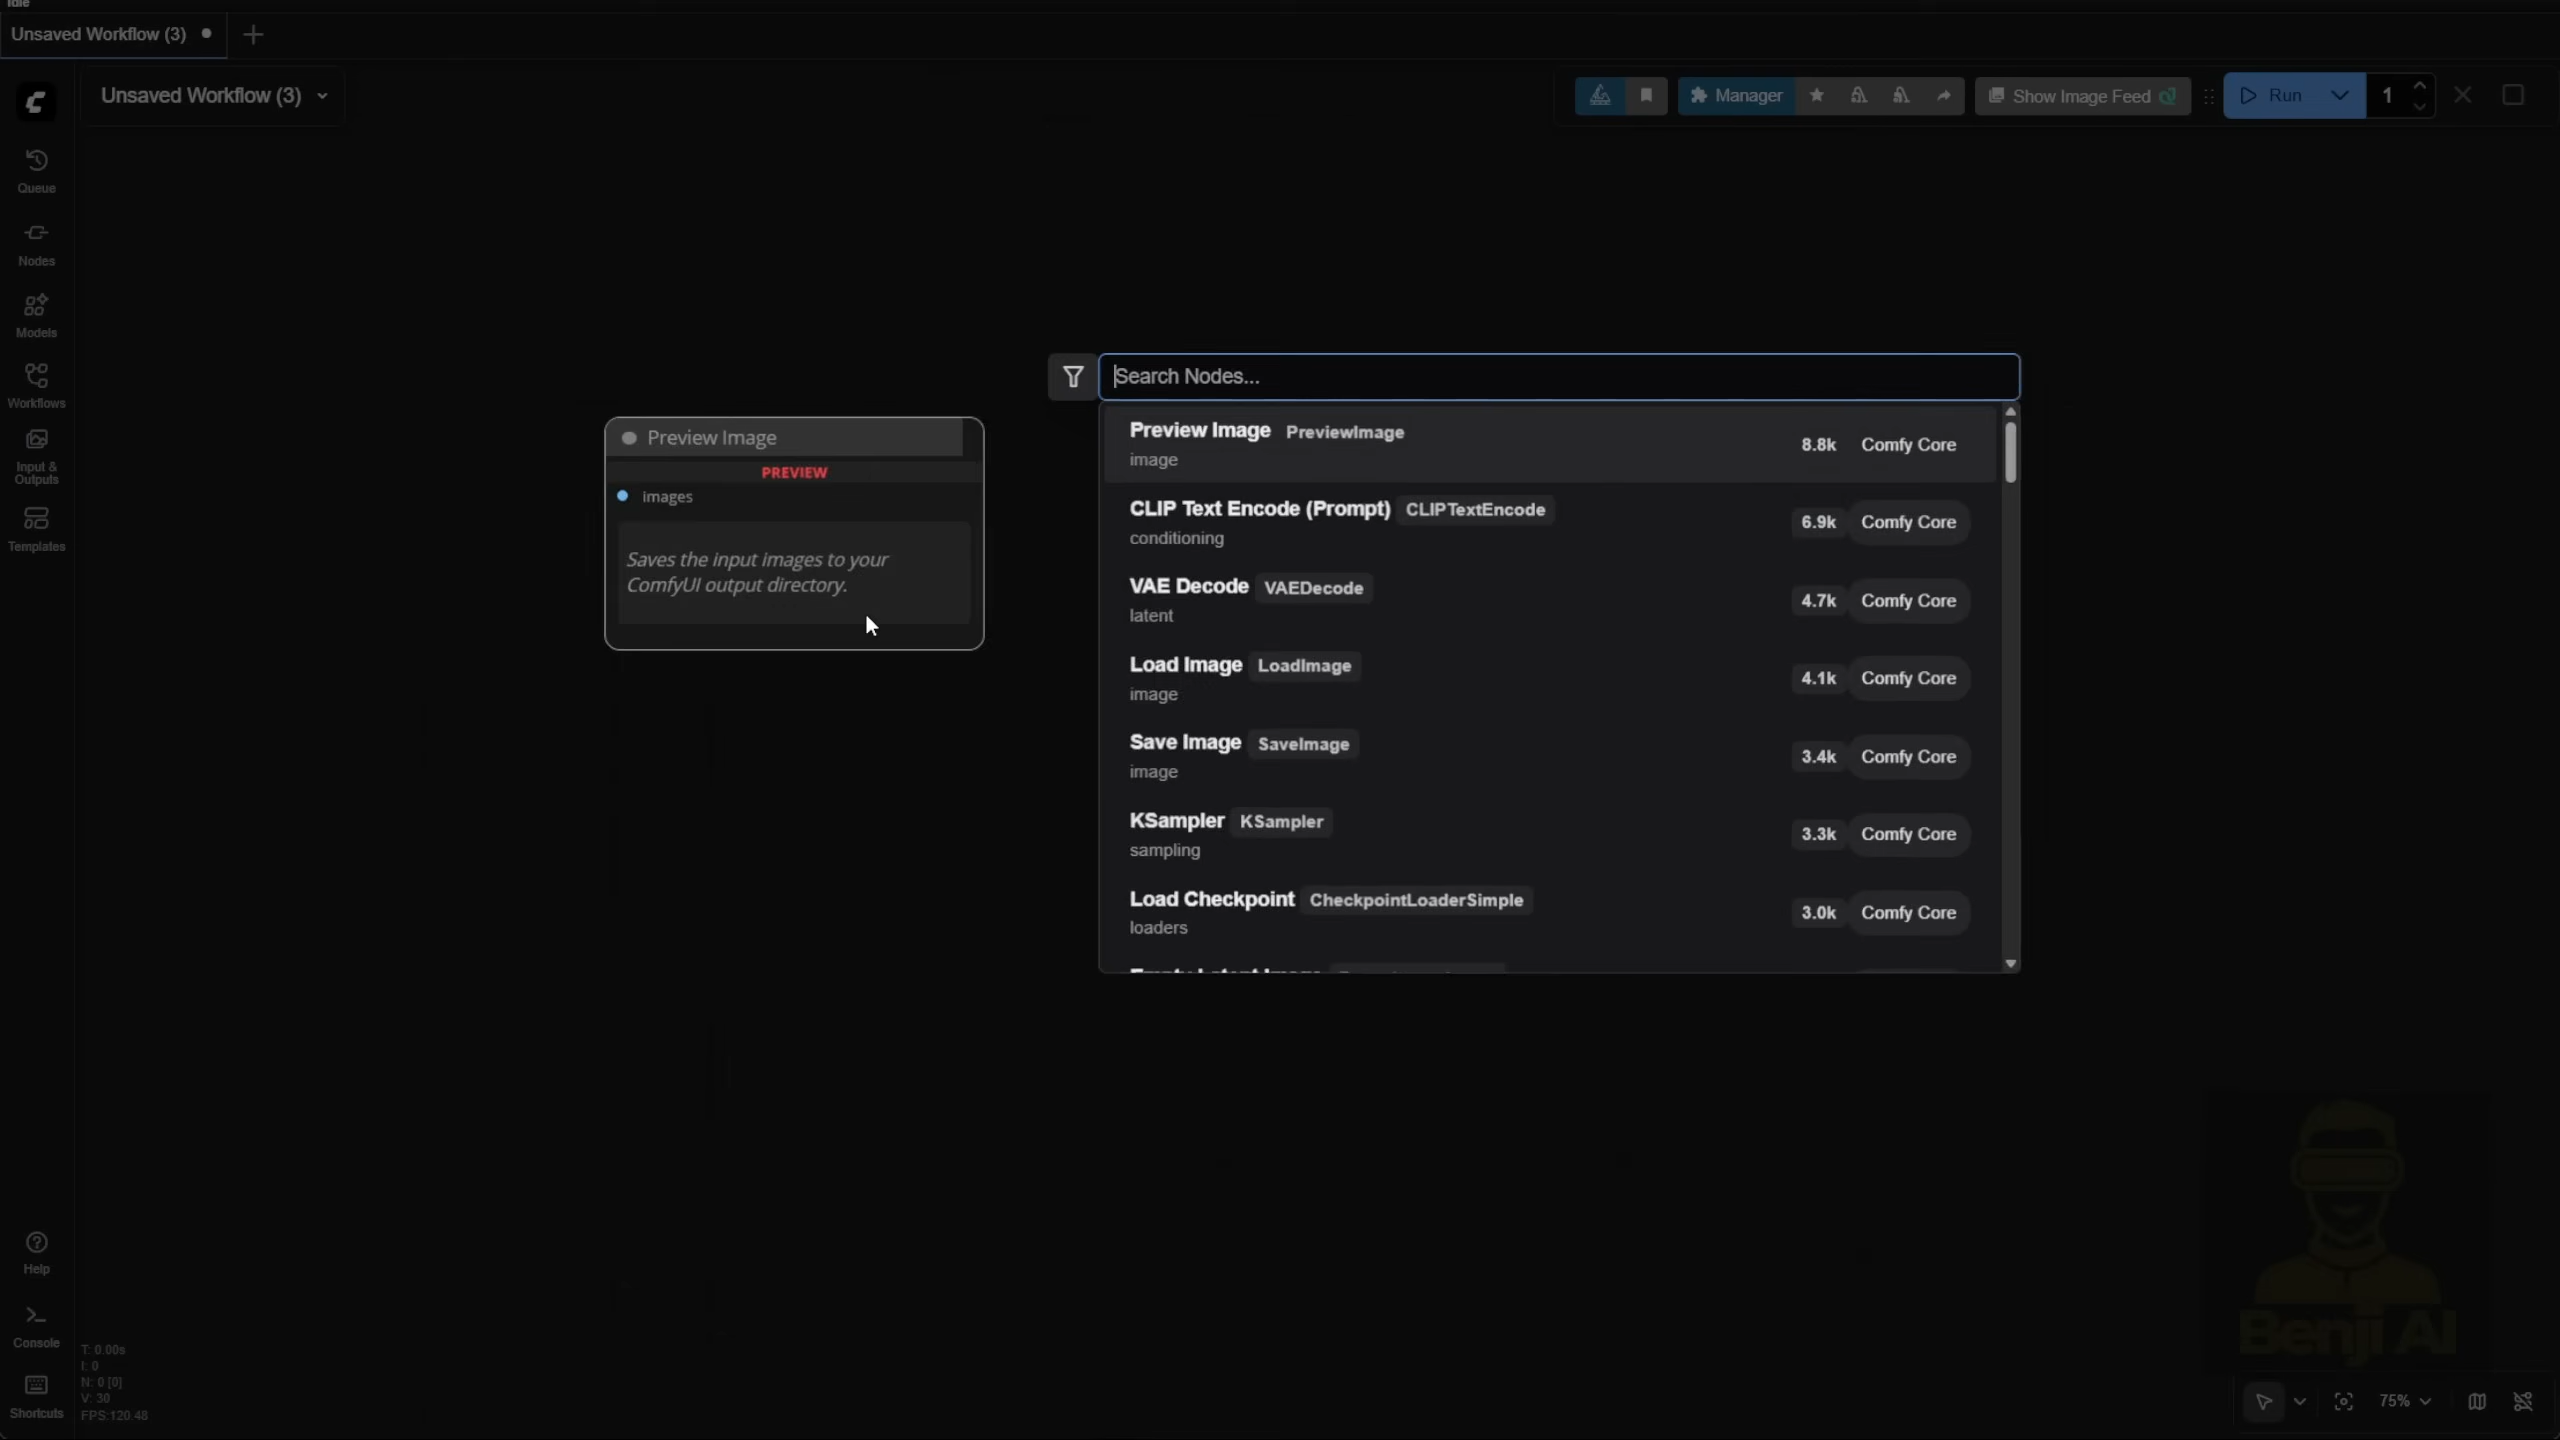 Idle
Unsaved Workflow (3)
Unsaved Workflow (3)
Manager
Show Image Feed
Run
1
Queue
Nodes
Models
Workflows
Input &
Outputs
Templates
Search Nodes...
Preview Image
PREVIEW
images
Saves the input images to your
ComfyUI output directory.
Preview Image PreviewImage 8.8k Comfy Core
image
CLIP Text Encode (Prompt) CLIPTextEncode 6.9k Comfy Core
conditioning
VAE Decode VAEDecode 4.7k Comfy Core
latent
Load Image LoadImage 4.1k Comfy Core
image
Save Image SaveImage 3.4k Comfy Core
image
KSampler KSampler 3.3k Comfy Core
sampling
Load Checkpoint CheckpointLoaderSimple 3.0k Comfy Core
loaders
Empty Latent Image
Help
Console
Shortcuts
T: 0.00s
I: 0
N: 0 [0]
V: 30
FPS:120.48
Benji AI
75%